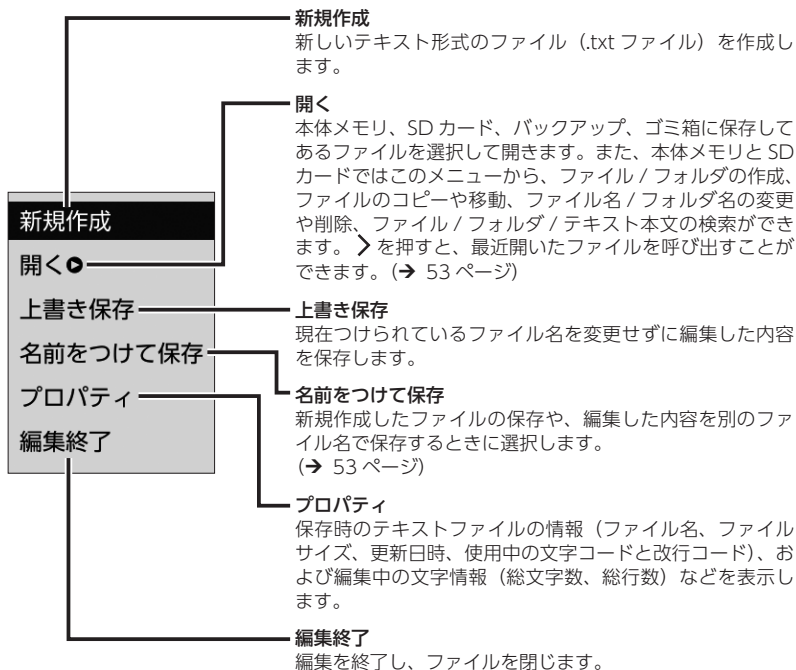 新規作成
開く
上書き保存
名前をつけて保存
プロパティ
編集終了
新規作成
新しいテキスト形式のファイル（.txt ファイル）を作成し
ます。
開く
本体メモリ、SD カード、バックアップ、ゴミ箱に保存して
あるファイルを選択して開きます。また、本体メモリと SD
カードではこのメニューから、ファイル / フォルダの作成、
ファイルのコピーや移動、ファイル名 / フォルダ名の変更
や削除、ファイル / フォルダ / テキスト本文の検索ができ
ます。 > を押すと、最近開いたファイルを呼び出すことが
できます。(→ 53 ページ)
上書き保存
現在つけられているファイル名を変更せずに編集した内容
を保存します。
名前をつけて保存
新規作成したファイルの保存や、編集した内容を別のファ
イル名で保存するときに選択します。
(→ 53 ページ)
プロパティ
保存時のテキストファイルの情報（ファイル名、ファイル
サイズ、更新日時、使用中の文字コードと改行コード）、お
よび編集中の文字情報（総文字数、総行数）などを表示し
ます。
編集終了
編集を終了し、ファイルを閉じます。